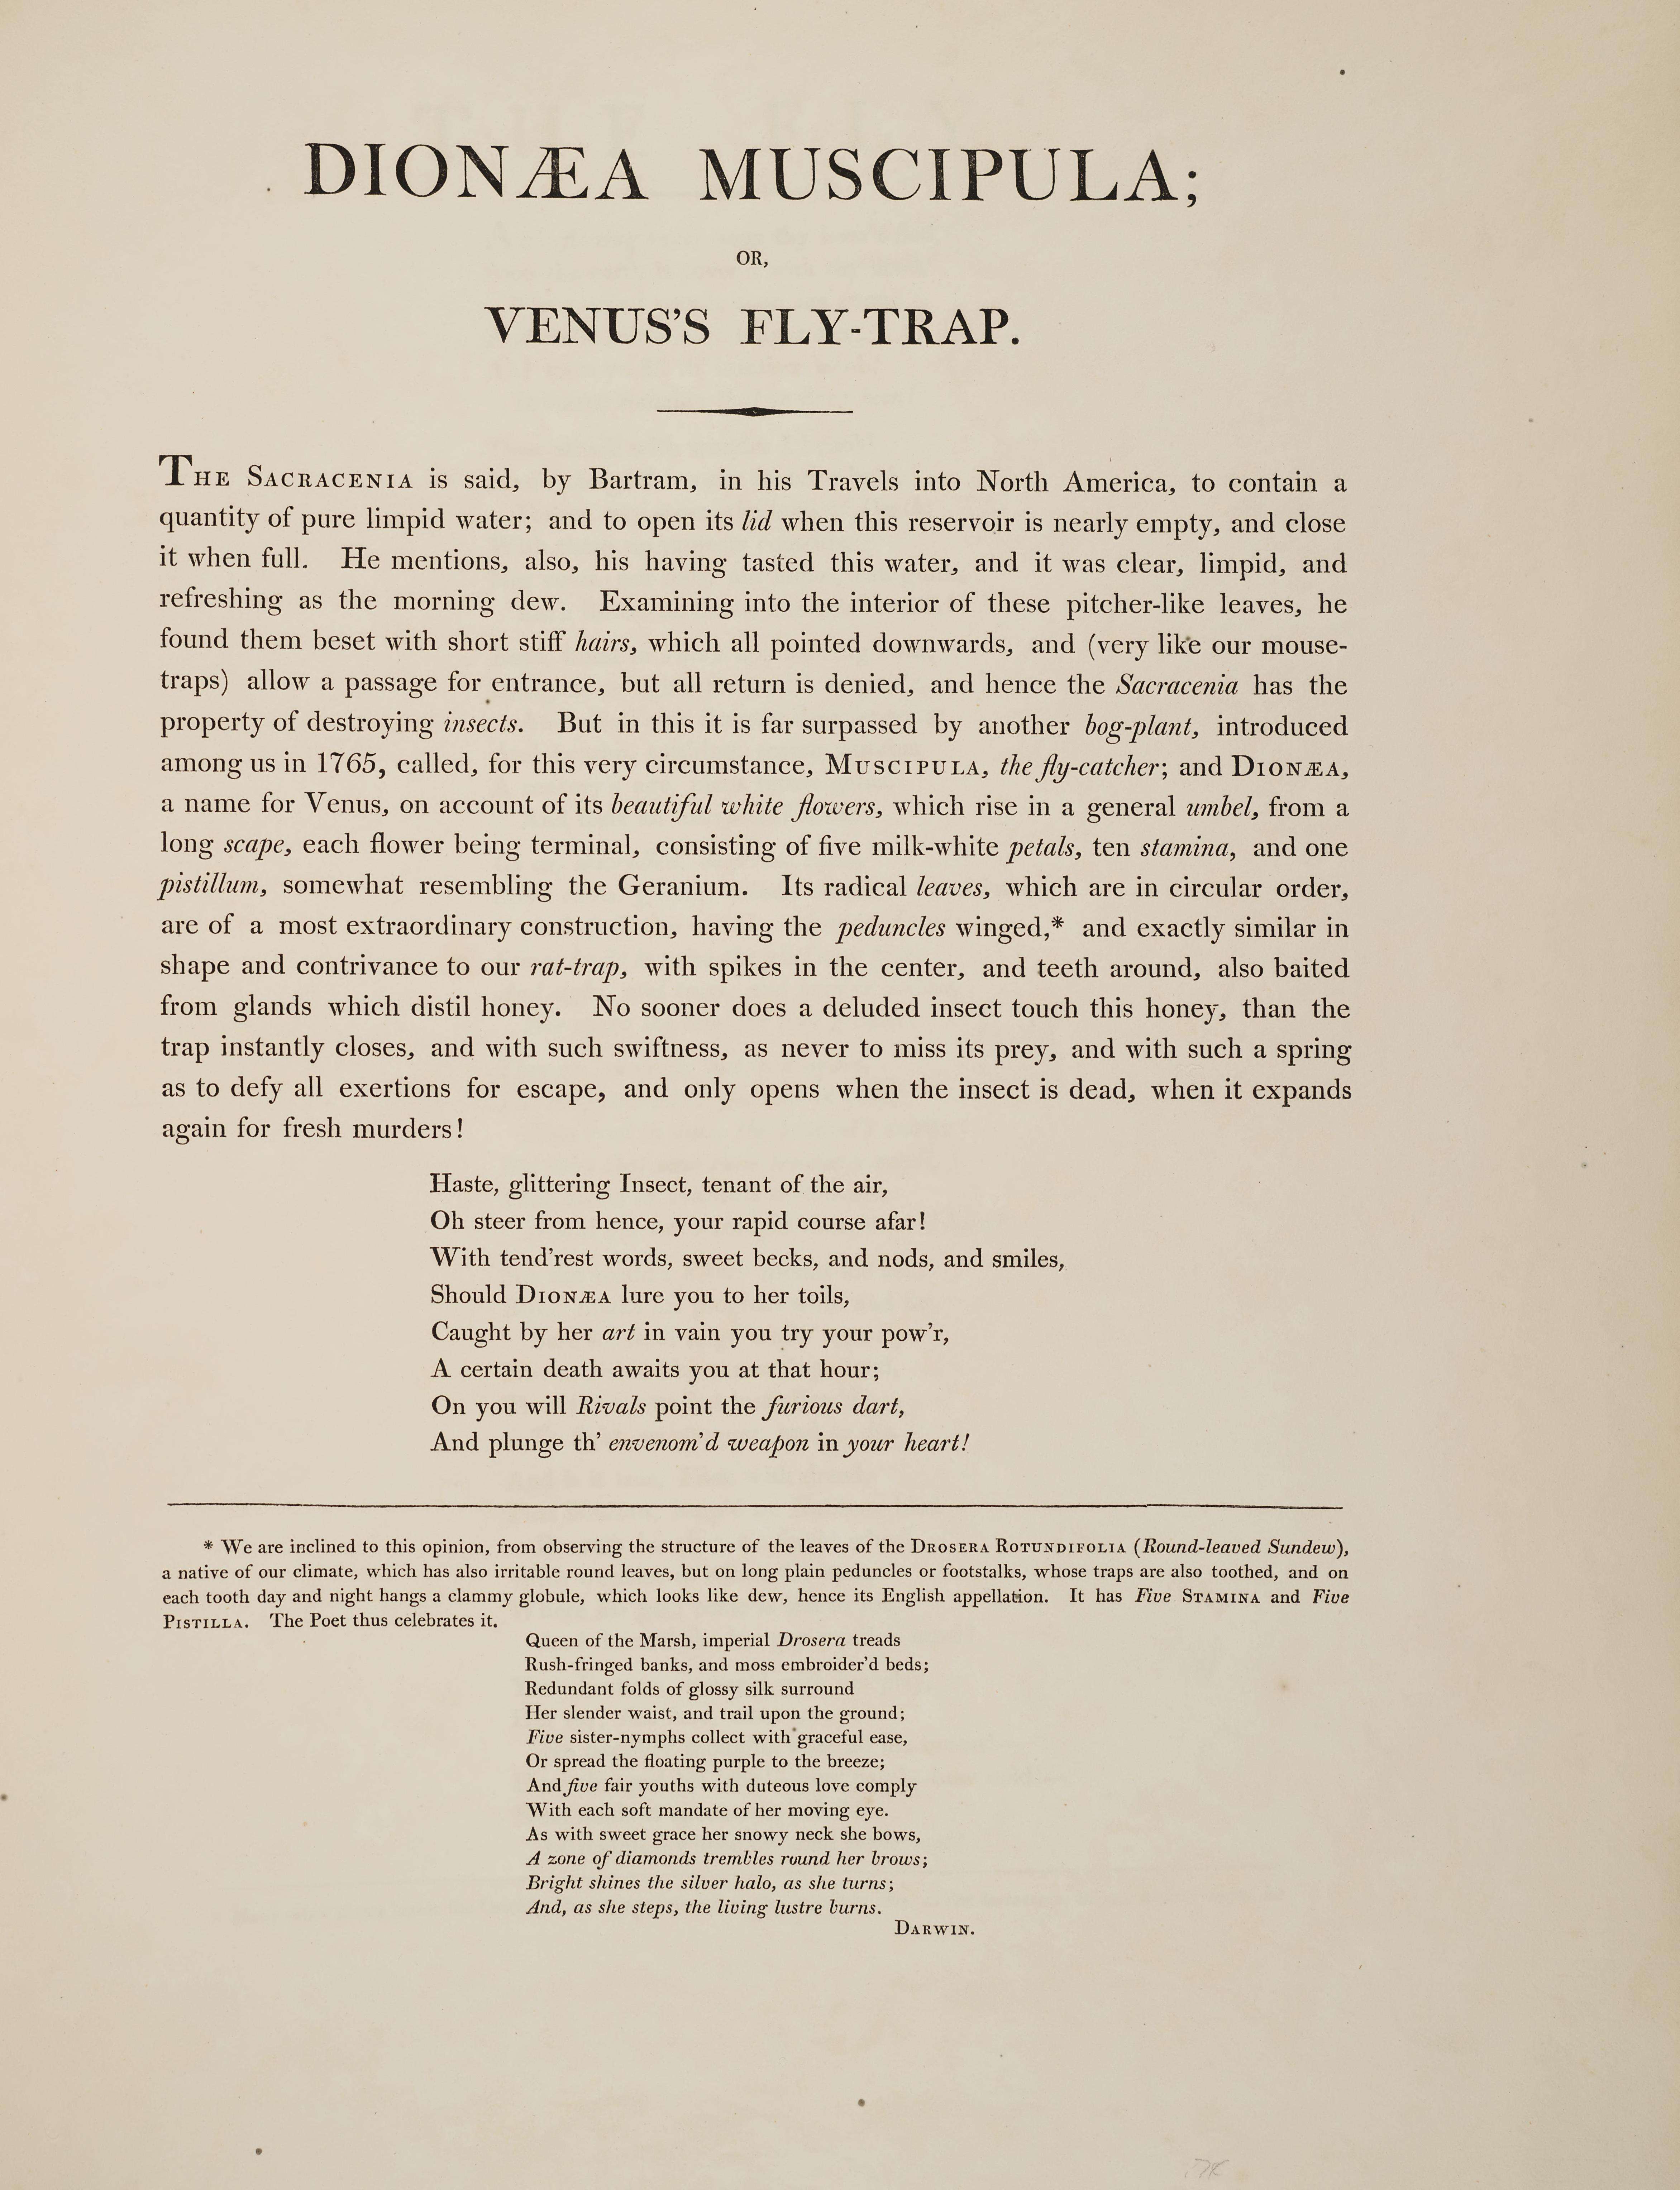 DIONÆA MUSCIPULA;
OR,
VENUS'S FLY-TRAP.
THE SACRACENIA is said, by Bartram, in his Travels into North America, to contain a
quantity of pure limpid water; and to open its lid when this reservoir is nearly empty, and close
it when full. He mentions, also, his having tasted this water, and it was clear, limpid, and
refreshing as the morning dew. Examining into the interior of these pitcher-like leaves, he
found them beset with short stiff hairs, which all pointed downwards, and (very like our mouse-
traps) allow a passage for entrance, but all return is denied, and hence the Sacracenia has the
property of destroying insects. But in this it is far surpassed by another bog-plant, introduced
among us in 1765, called, for this very circumstance, MUSCIPULA, the fly-catcher; and DIONÆA,
a name for Venus, on account of its beautiful white flowers, which rise in a general umbel, from a
long scape, each flower being terminal, consisting of five milk-white petals, ten stamina, and one
pistillum, somewhat resembling the Geranium. Its radical leaves, which are in circular order,
are of a most extraordinary construction, having the peduncles winged,* and exactly similar in
shape and contrivance to our rat-trap, with spikes in the center, and teeth around, also baited
from glands which distil honey. No sooner does a deluded insect touch this honey, than the
trap instantly closes, and with such swiftness, as never to miss its prey, and with such a spring
as to defy all exertions for escape, and only opens when the insect is dead, when it expands
again for fresh murders!
Haste, glittering Insect, tenant of the air,
Oh steer from hence, your rapid course afar!
With tend'rest words, sweet becks, and nods, and smiles,
Should DIONÆA lure you to her toils,
Caught by her art in vain you try your pow'r,
A certain death awaits you at that hour;
On you will Rivals point the furious dart,
And plunge th' envenom'd weapon in your heart!
* We are inclined to this opinion, from observing the structure of the leaves of the DROSERA ROTUNDIFOLIA (Round-leaved Sundew),
a native of our climate, which has also irritable round leaves, but on long plain peduncles or footstalks, whose traps are also toothed, and on
each tooth day and night hangs a clammy globule, which looks like dew, hence its English appellation. It has Five STAMINA and Five
PISTILLA. The Poet thus celebrates it.
Queen of the Marsh, imperial Drosera treads
Rush-fringed banks, and moss embroider'd beds;
Redundant folds of glossy silk surround
Her slender waist, and trail upon the ground;
Five sister-nymphs collect with graceful ease,
Or spread the floating purple to the breeze;
And five fair youths with duteous love comply
With each soft mandate of her moving eye.
As with sweet grace her snowy neck she bows,
A zone of diamonds trembles round her brows;
Bright shines the silver halo, as she turns;
And, as she steps, the living lustre burns.
DARWIN.